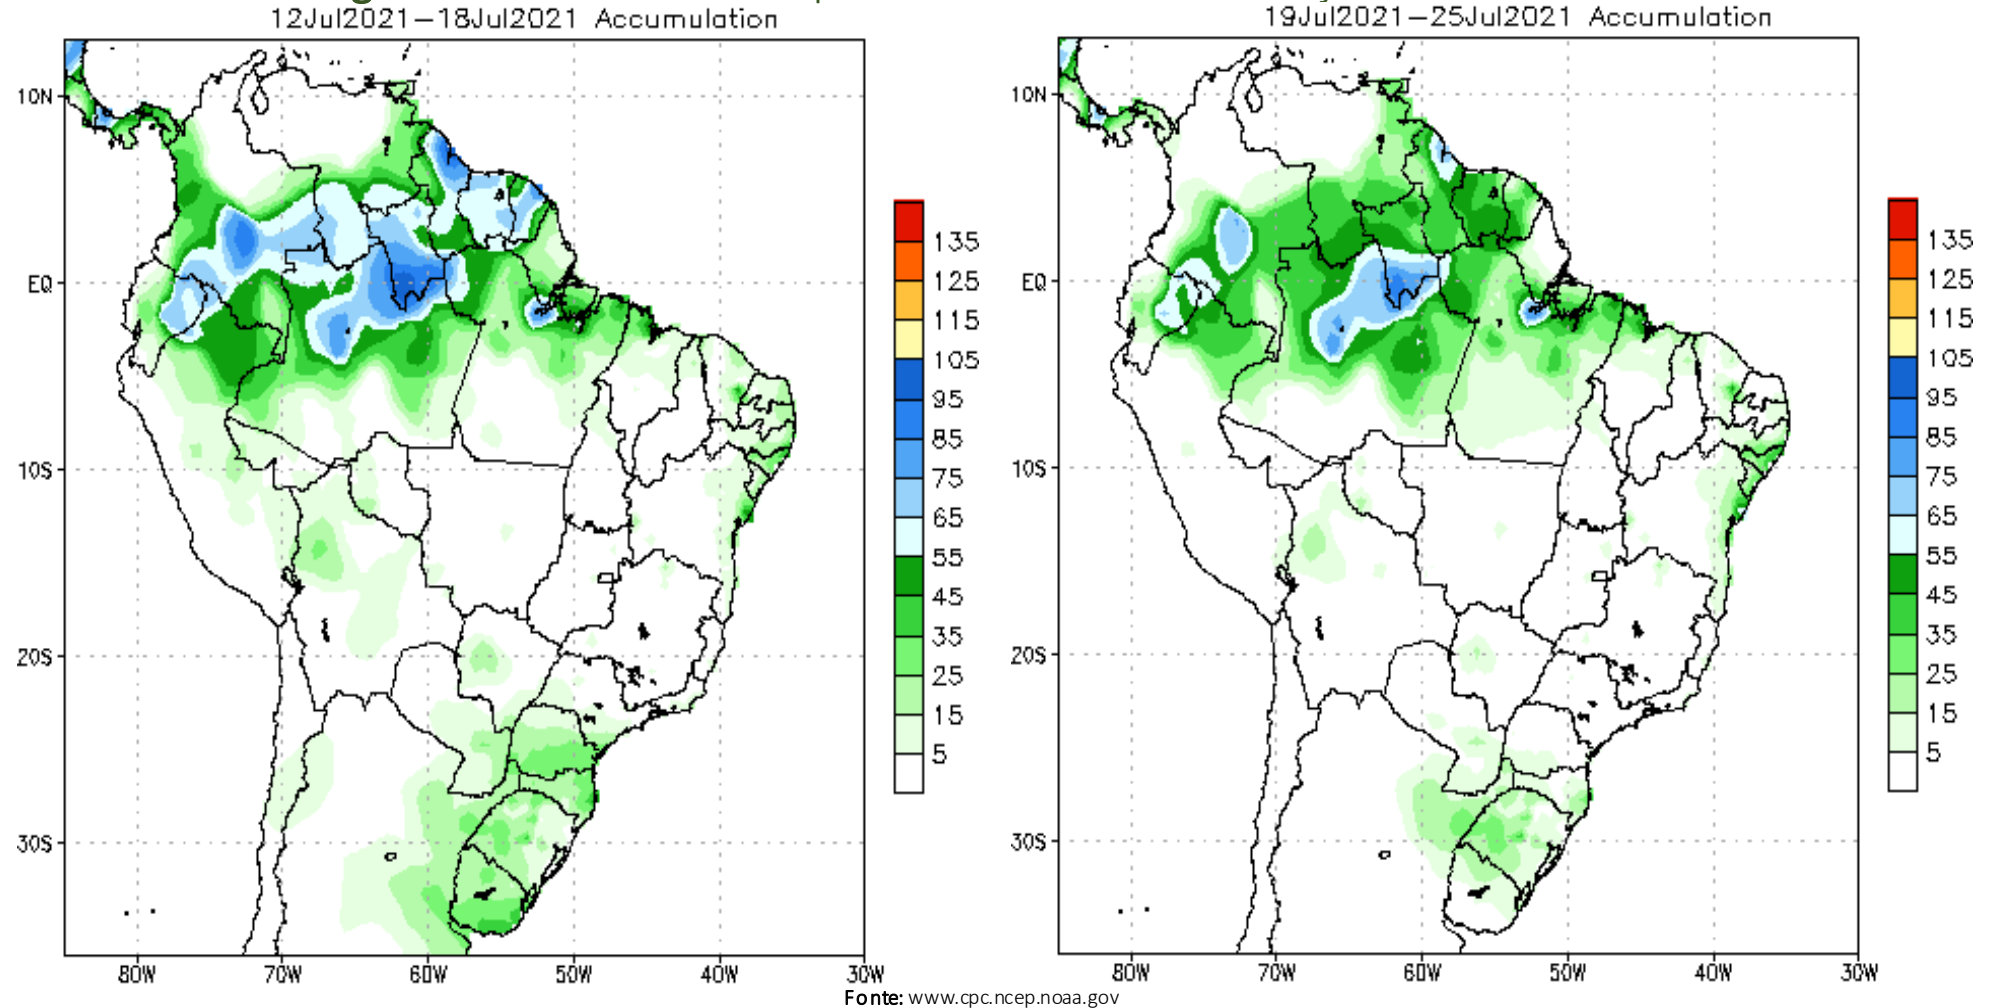 12Jul2021-18Jul2021 Accumulation
19Jul2021-25Jul2021 Accumulation
10N
EQ
10S
20S
30S
80W 70W 60W 50W 40W 30W
135
125
115
105
95
85
75
65
55
45
35
25
15
5
10N
EQ
10S
20S
30S
80W 70W 60W 50W 40W 30W
135
125
115
105
95
85
75
65
55
45
35
25
15
5
Fonte: www.cpc.ncep.noaa.gov